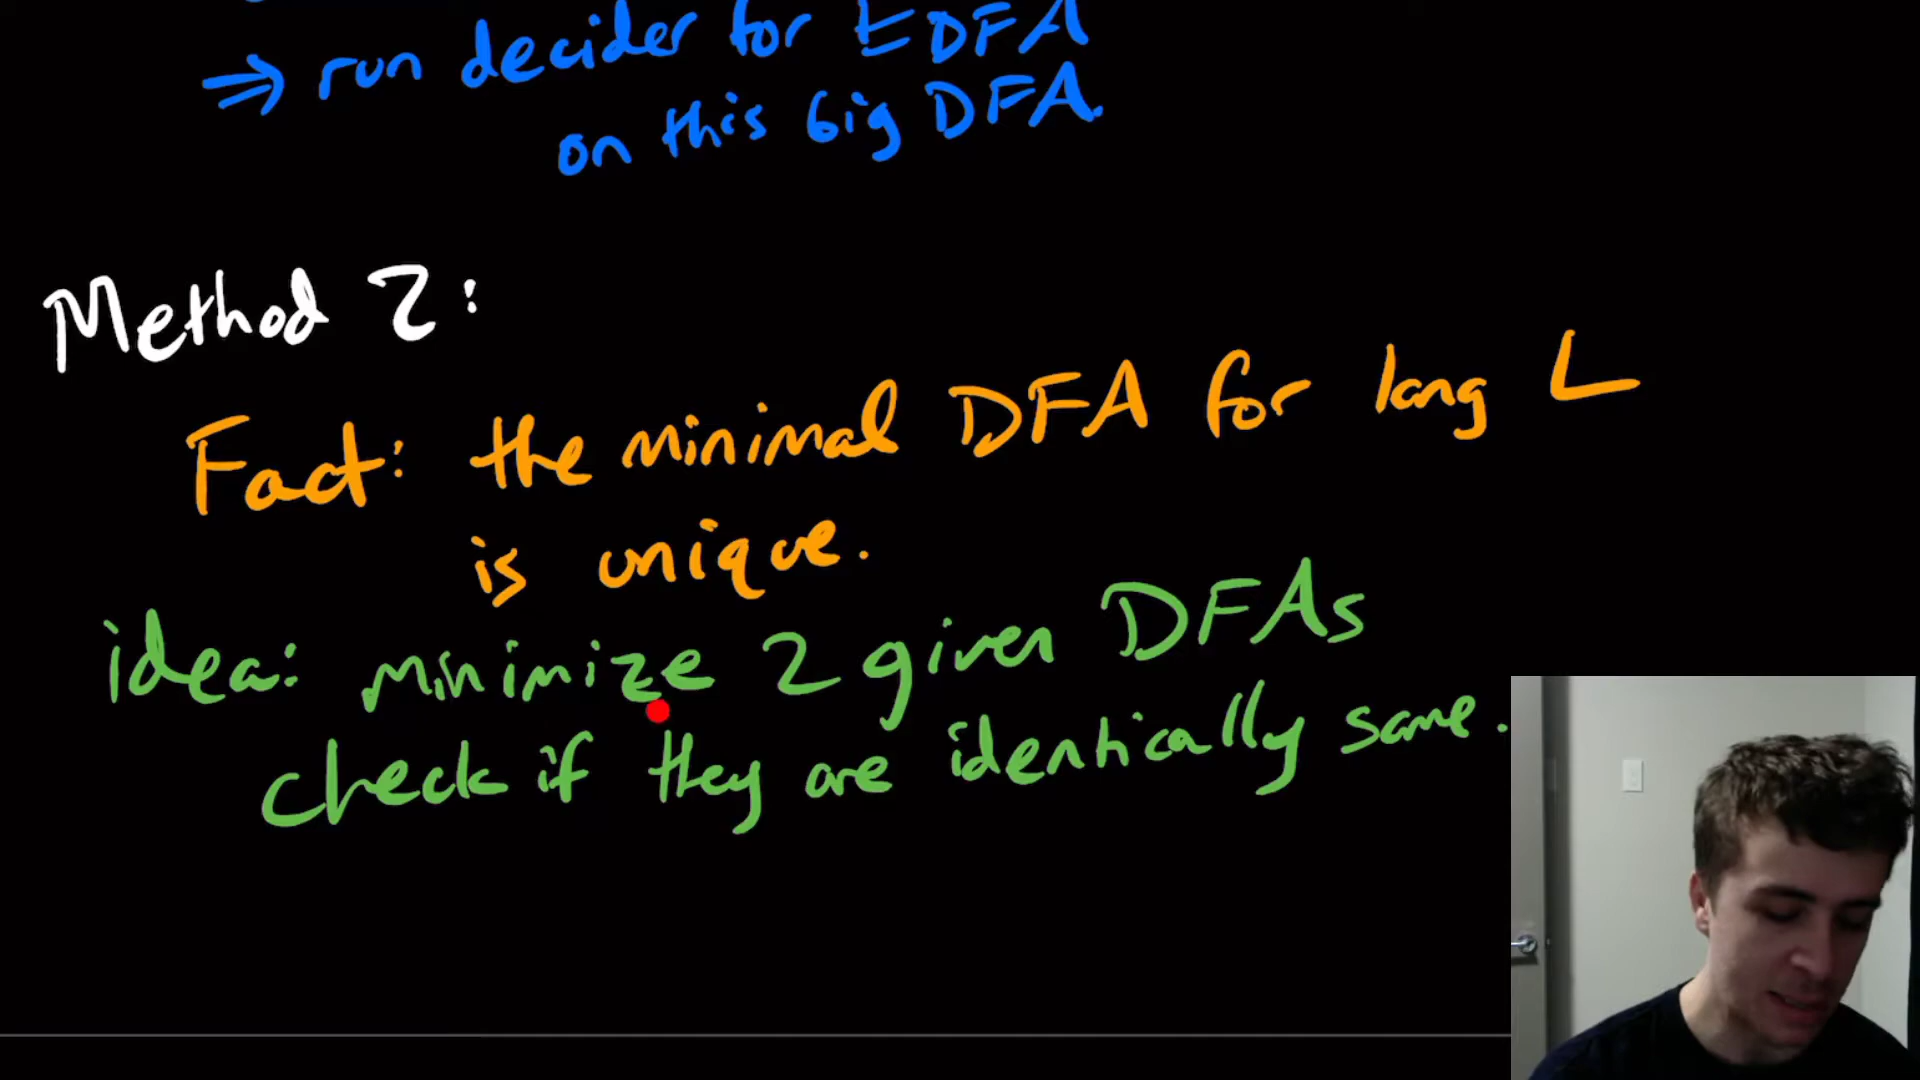 ⇒ run decider for EDFA
on this big DFA.
Method 2:
Fact: the minimal DFA for lang L
is unique.
idea: minimize 2 given DFAs
check if they are identically same.